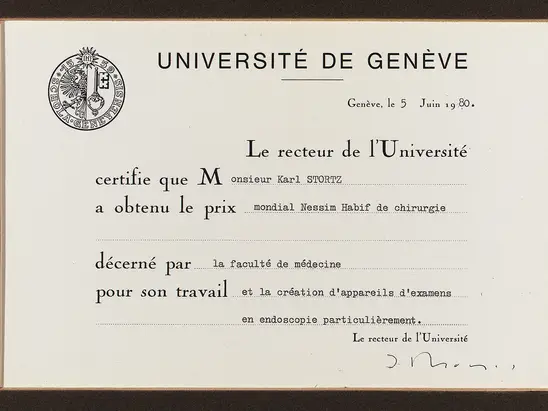 UNIVERSITÉ DE GENÈVE
Genève, le 5 Juin 1980.
Le recteur de l'Université
certifie que Monsieur Karl STORTZ
a obtenu le prix mondial Nessim Habif de chirurgie
décerné par la faculté de médecine
pour son travail et la création d'appareils d'examens
en endoscopie particulièrement.
Le recteur de l'Université